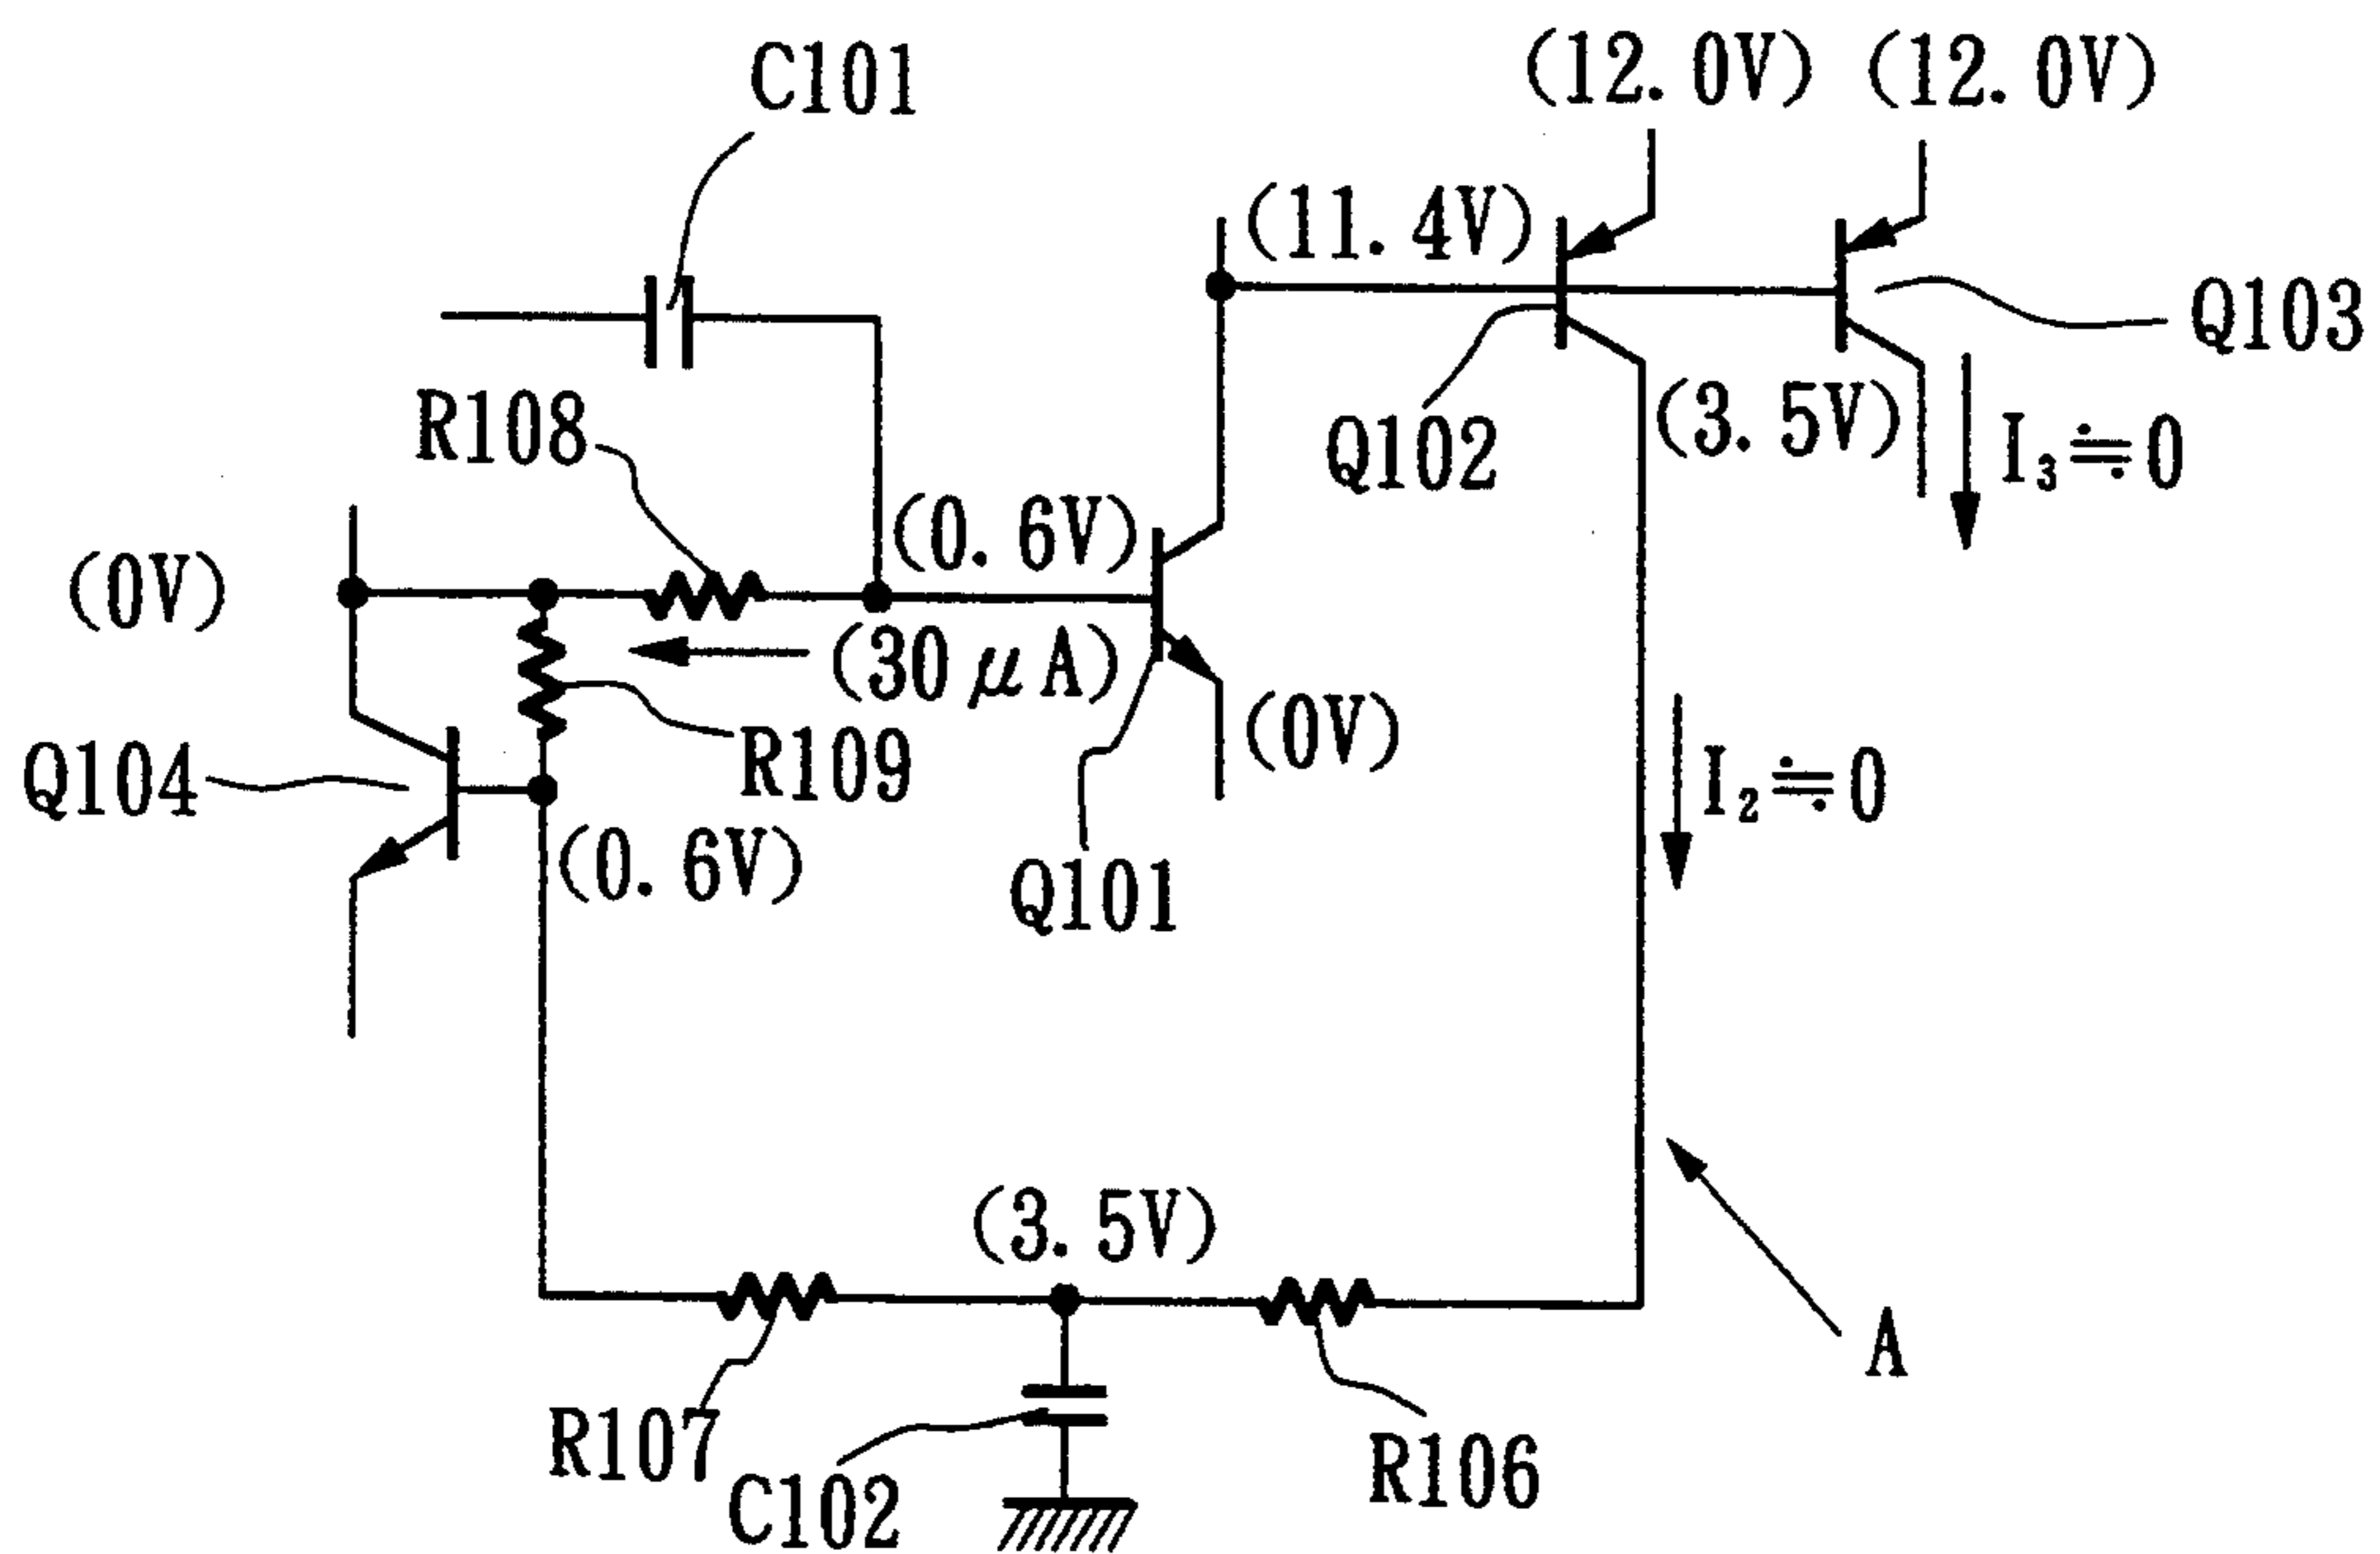 C101
(12.0V) (12.0V)
(11.4V)
Q103
R108
Q102
(3.5V)
I₃≒0
(0.6V)
(0V)
(30μA)
(0V)
Q104
R109
I₂≒0
(0.6V)
Q101
(3.5V)
A
R107
R106
C102